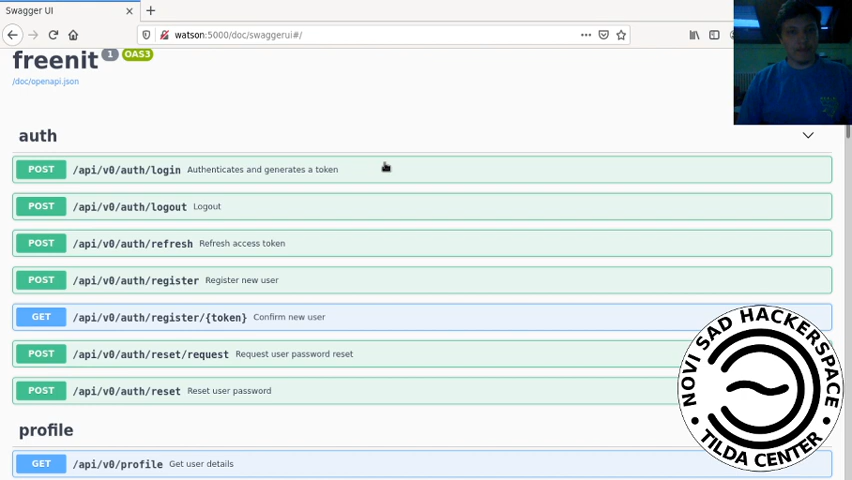 Swagger UI
watson:5000/doc/swaggerui#/
freenit 1 OAS3
/doc/openapi.json
auth
POST /api/v0/auth/login Authenticates and generates a token
POST /api/v0/auth/logout Logout
POST /api/v0/auth/refresh Refresh access token
POST /api/v0/auth/register Register new user
GET /api/v0/auth/register/{token} Confirm new user
POST /api/v0/auth/reset/request Request user password reset
POST /api/v0/auth/reset Reset user password
profile
GET /api/v0/profile Get user details
NOVI SAD HACKERSPACE
TILDA CENTER